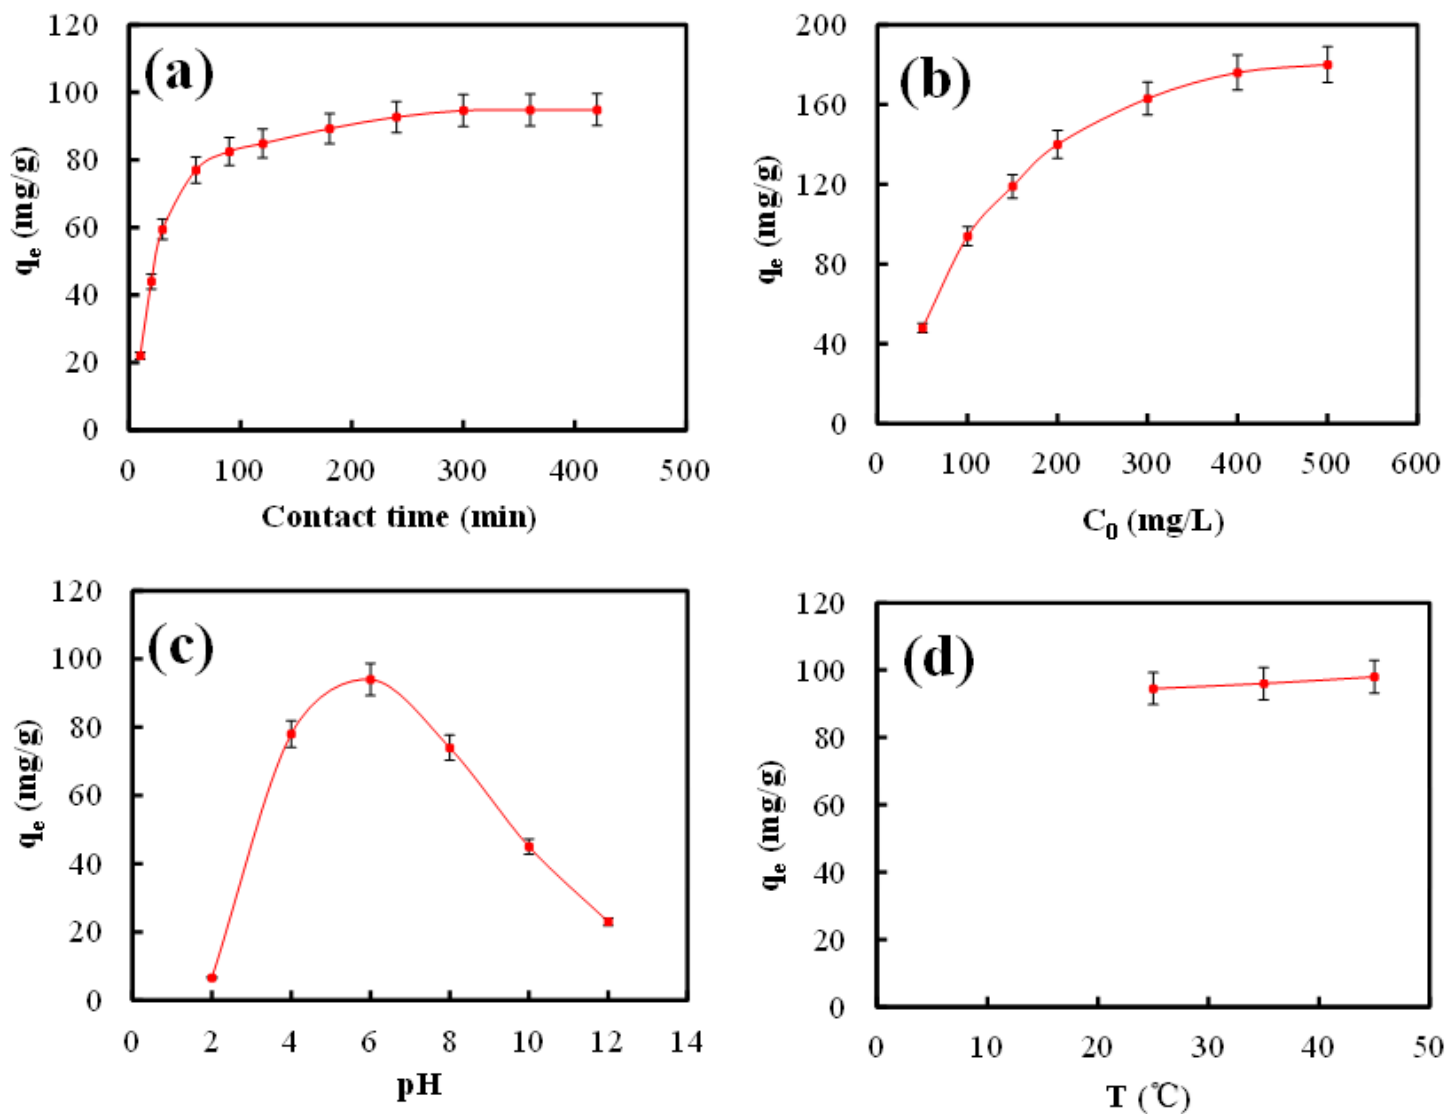 (a)
120
100
80
60
40
20
0
qₑ (mg/g)
0 100 200 300 400 500
Contact time (min)
(b)
200
160
120
80
40
0
qₑ (mg/g)
0 100 200 300 400 500 600
C₀ (mg/L)
(c)
120
100
80
60
40
20
0
qₑ (mg/g)
0 2 4 6 8 10 12 14
pH
(d)
120
100
80
60
40
20
0
qₑ (mg/g)
0 10 20 30 40 50
T (℃)